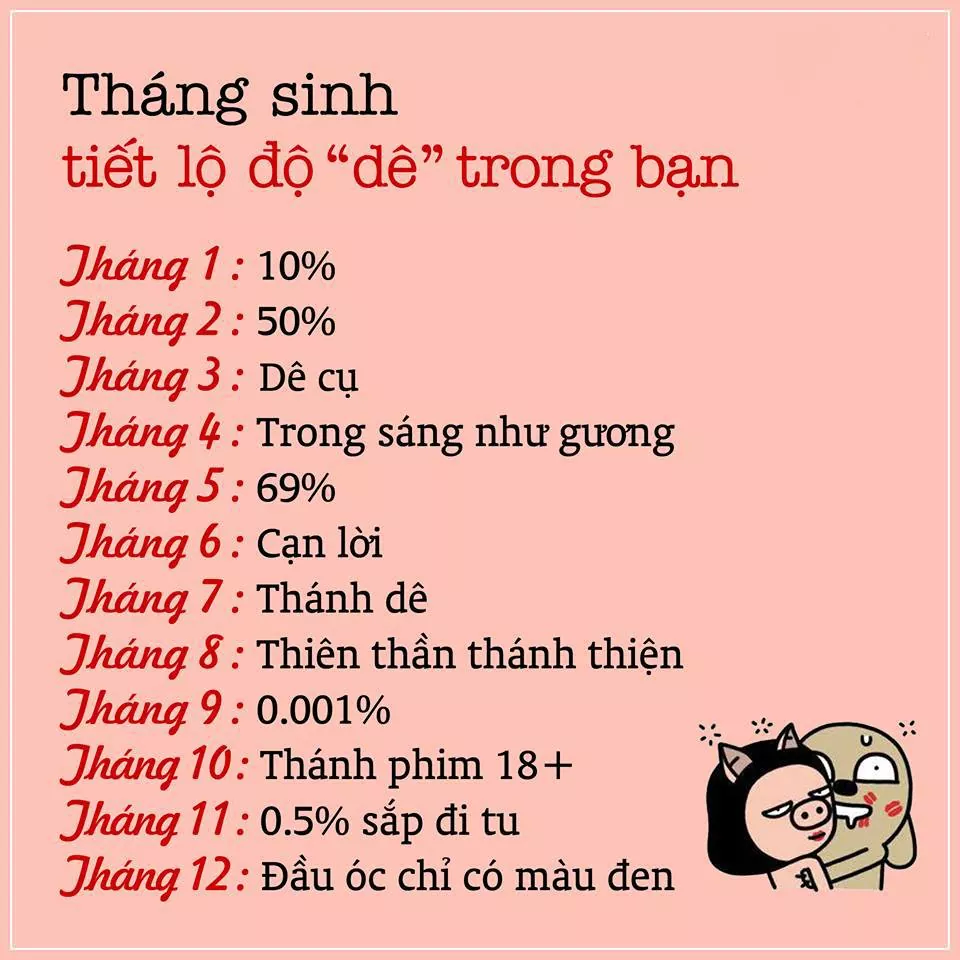 Tháng sinh
tiết lộ độ “dê” trong bạn
Tháng 1 : 10%
Tháng 2 : 50%
Tháng 3 : Dê cụ
Tháng 4 : Trong sáng như gương
Tháng 5 : 69%
Tháng 6 : Cạn lời
Tháng 7 : Thánh dê
Tháng 8 : Thiên thần thánh thiện
Tháng 9 : 0.001%
Tháng 10 : Thánh phim 18+
Tháng 11 : 0.5% sắp đi tu
Tháng 12 : Đầu óc chỉ có màu đen